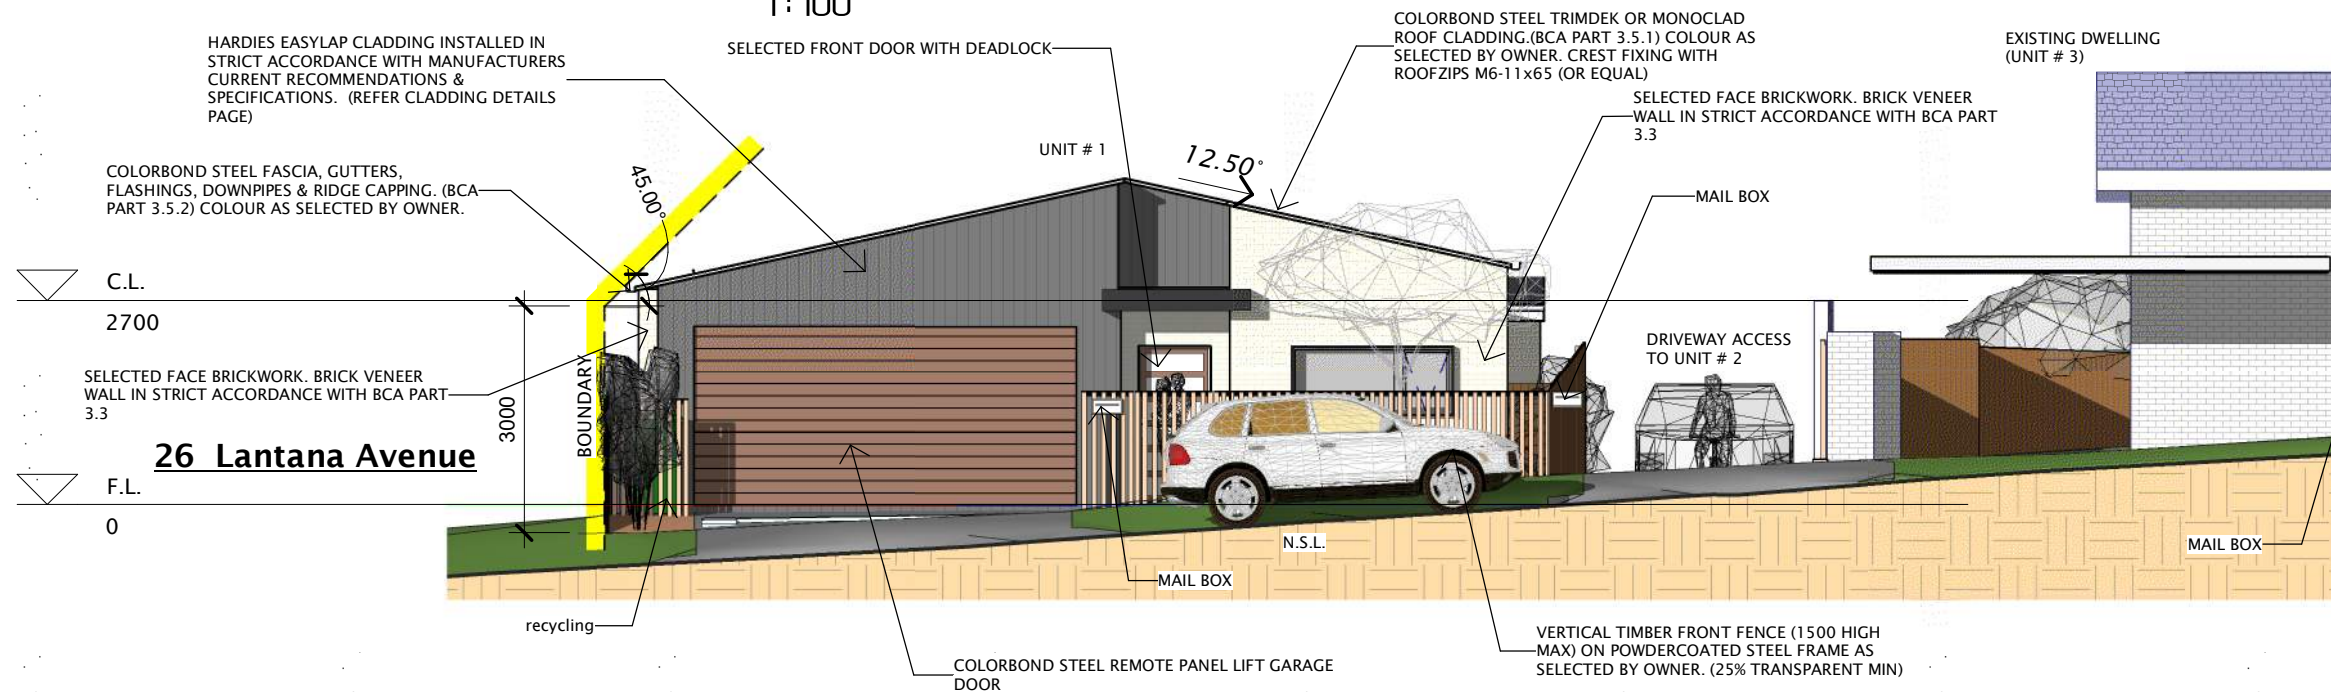 1:100
HARDIES EASYLAP CLADDING INSTALLED IN
STRICT ACCORDANCE WITH MANUFACTURERS
CURRENT RECOMMENDATIONS &
SPECIFICATIONS. (REFER CLADDING DETAILS
PAGE)
SELECTED FRONT DOOR WITH DEADLOCK
COLORBOND STEEL TRIMDEK OR MONOCLAD
ROOF CLADDING.(BCA PART 3.5.1) COLOUR AS
SELECTED BY OWNER. CREST FIXING WITH
ROOFZIPS M6-11x65 (OR EQUAL)
EXISTING DWELLING
(UNIT # 3)
SELECTED FACE BRICKWORK. BRICK VENEER
WALL IN STRICT ACCORDANCE WITH BCA PART
3.3
UNIT # 1
12.50°
45.00°
COLORBOND STEEL FASCIA, GUTTERS,
FLASHINGS, DOWNPIPES & RIDGE CAPPING. (BCA
PART 3.5.2) COLOUR AS SELECTED BY OWNER.
MAIL BOX
C.L.
2700
DRIVEWAY ACCESS
TO UNIT # 2
SELECTED FACE BRICKWORK. BRICK VENEER
WALL IN STRICT ACCORDANCE WITH BCA PART
3.3
3000
BOUNDARY
26 Lantana Avenue
F.L.
0
N.S.L.
MAIL BOX
MAIL BOX
recycling
VERTICAL TIMBER FRONT FENCE (1500 HIGH
MAX) ON POWDERCOATED STEEL FRAME AS
SELECTED BY OWNER. (25% TRANSPARENT MIN)
COLORBOND STEEL REMOTE PANEL LIFT GARAGE
DOOR